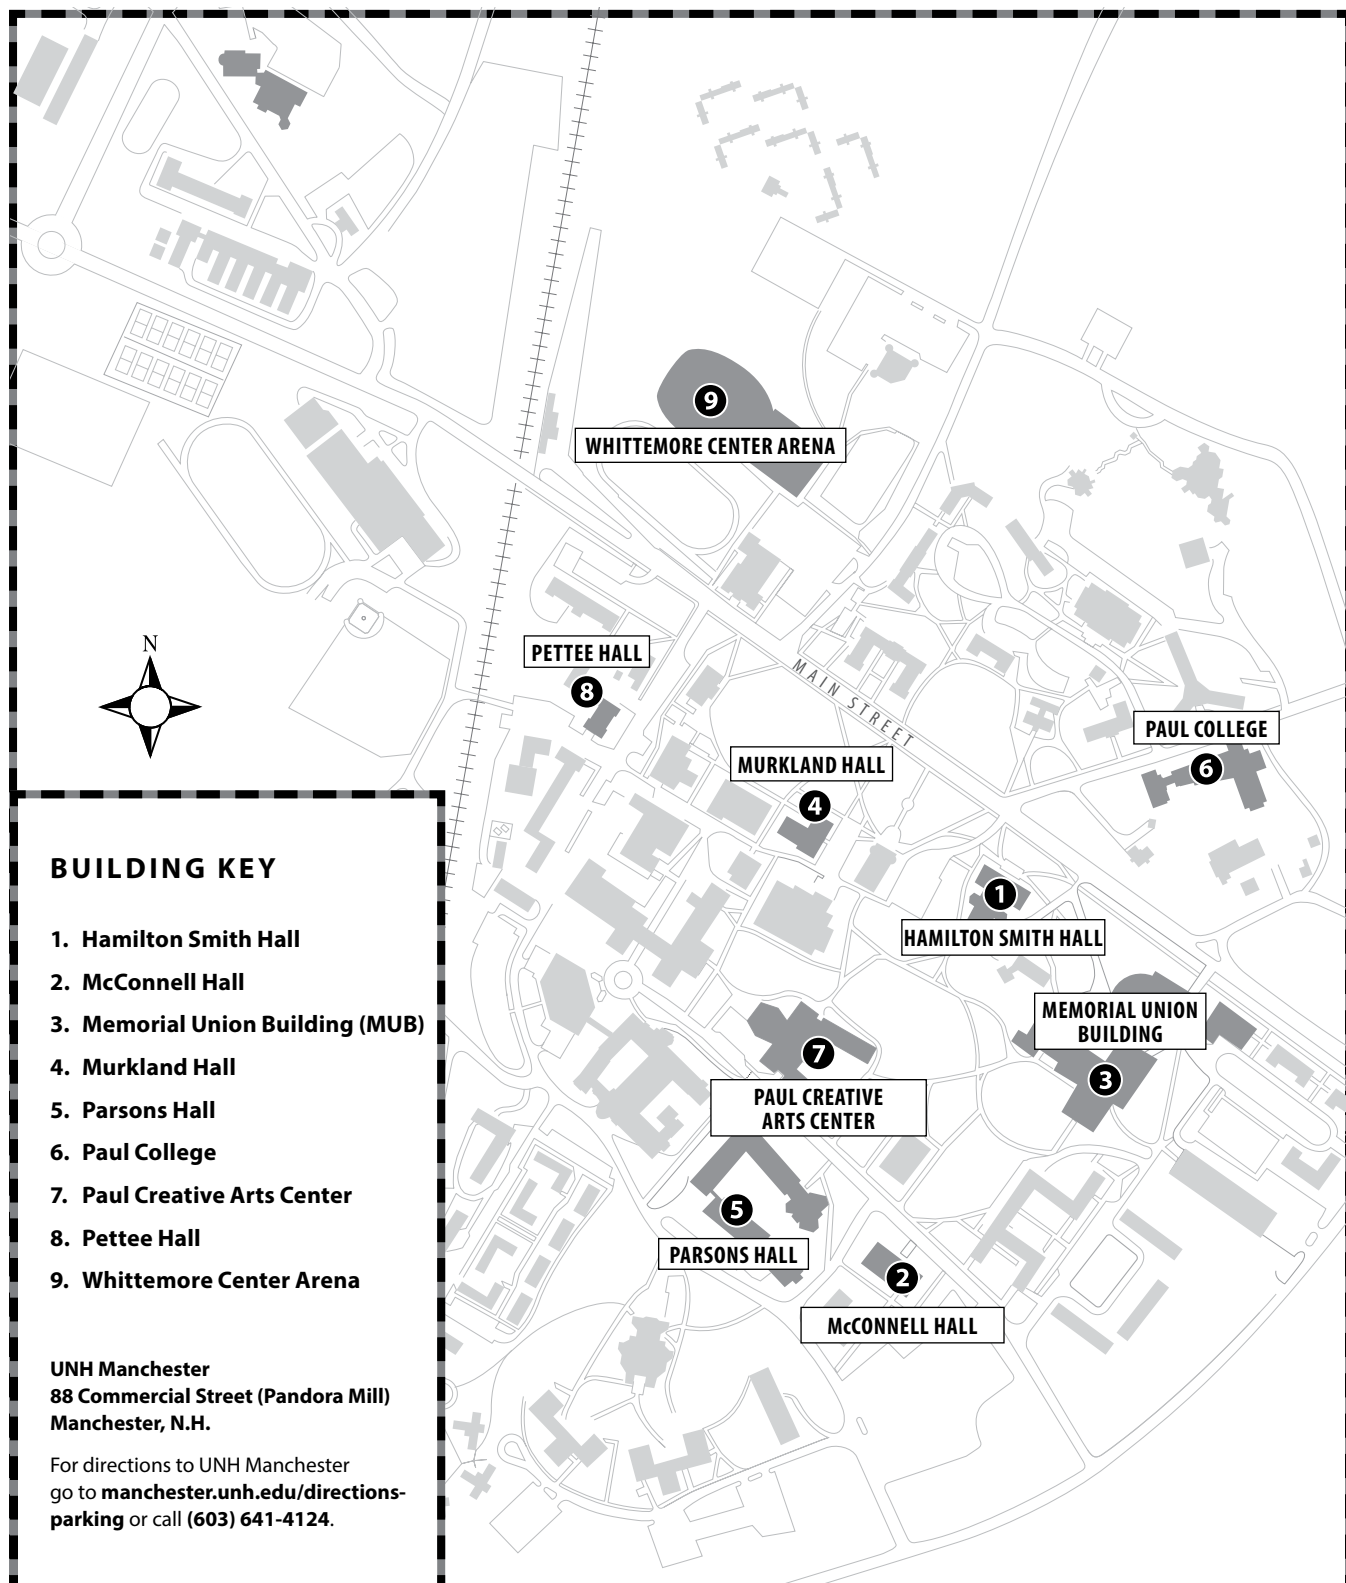 9
WHITTEMORE CENTER ARENA
N
PETTEE HALL
8
MAIN STREET
PAUL COLLEGE
6
MURKLAND HALL
4
1
HAMILTON SMITH HALL
MEMORIAL UNION
BUILDING
3
7
PAUL CREATIVE
ARTS CENTER
5
PARSONS HALL
2
McCONNELL HALL
BUILDING KEY
1. Hamilton Smith Hall
2. McConnell Hall
3. Memorial Union Building (MUB)
4. Murkland Hall
5. Parsons Hall
6. Paul College
7. Paul Creative Arts Center
8. Pettee Hall
9. Whittemore Center Arena
UNH Manchester
88 Commercial Street (Pandora Mill)
Manchester, N.H.
For directions to UNH Manchester
go to manchester.unh.edu/directions-
parking or call (603) 641-4124.